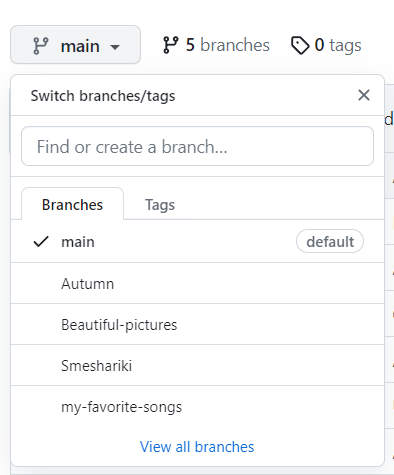 main 5 branches 0 tags
Switch branches/tags
Find or create a branch...
Branches Tags
main default
Autumn
Beautiful-pictures
Smeshariki
my-favorite-songs
View all branches